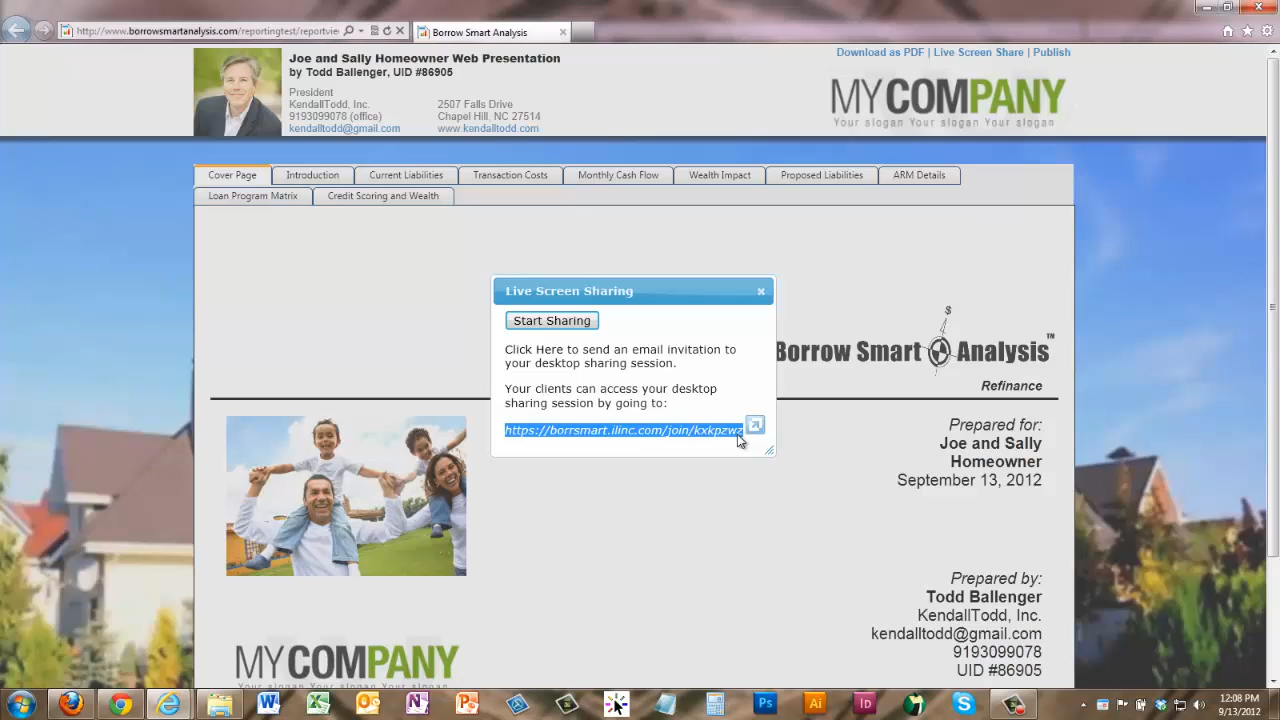 http://www.borrowsmartanalysis.com/reportingtest/reportvie
Borrow Smart Analysis
Joe and Sally Homeowner Web Presentation
by Todd Ballenger, UID #86905
President
KendallTodd, Inc.
9193099078 (office)
kendalltodd@gmail.com
2507 Falls Drive
Chapel Hill, NC 27514
www.kendalltodd.com
Download as PDF | Live Screen Share | Publish
MYCOMPANY
Your slogan Your slogan Your slogan
Cover Page
Introduction
Current Liabilities
Transaction Costs
Monthly Cash Flow
Wealth Impact
Proposed Liabilities
ARM Details
Loan Program Matrix
Credit Scoring and Wealth
Live Screen Sharing
Start Sharing
Click Here to send an email invitation to
your desktop sharing session.
Your clients can access your desktop
sharing session by going to:
https://borrsmart.ilinc.com/join/kxkpzwz
$
Borrow Smart Analysis™
Refinance
Prepared for:
Joe and Sally
Homeowner
September 13, 2012
Prepared by:
Todd Ballenger
KendallTodd, Inc.
kendalltodd@gmail.com
9193099078
UID #86905
MYCOMPANY
12:08 PM
9/13/2012